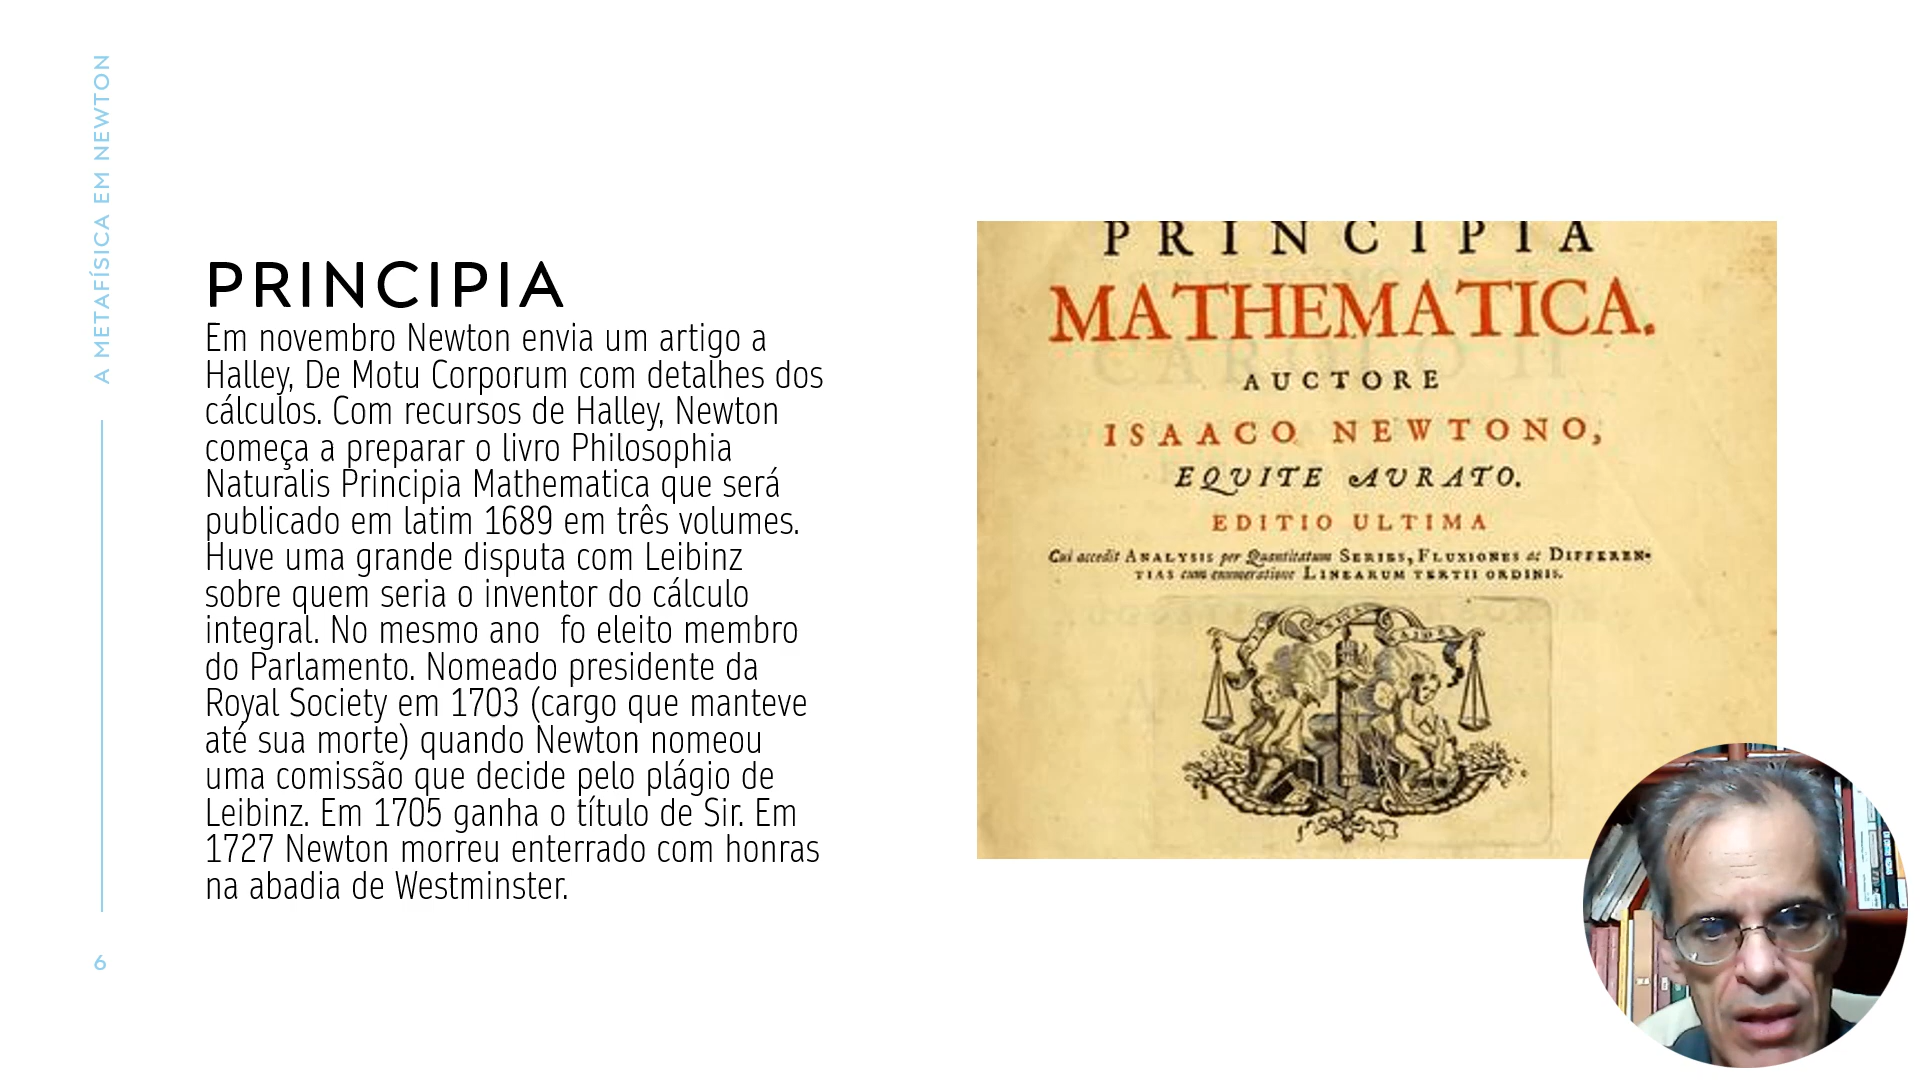 A METAFÍSICA EM NEWTON
PRINCIPIA
Em novembro Newton envia um artigo a
Halley, De Motu Corporum com detalhes dos
cálculos. Com recursos de Halley, Newton
começa a preparar o livro Philosophia
Naturalis Principia Mathematica que será
publicado em latim 1689 em três volumes.
Huve uma grande disputa com Leibinz
sobre quem seria o inventor do cálculo
integral. No mesmo ano  fo eleito membro
do Parlamento. Nomeado presidente da
Royal Society em 1703 (cargo que manteve
até sua morte) quando Newton nomeou
uma comissão que decide pelo plágio de
Leibinz. Em 1705 ganha o título de Sir. Em
1727 Newton morreu enterrado com honras
na abadia de Westminster.
6
PRINCIPIA
MATHEMATICA.
AUCTORE
ISAACO NEWTONO,
EQUITE AURATO.
EDITIO ULTIMA
Cui accedit ANALYSIS per Quantitatum SERIES, FLUXIONES ac DIFFEREN-
TIAS cum enumeratione LINEARUM TERTII ORDINIS.